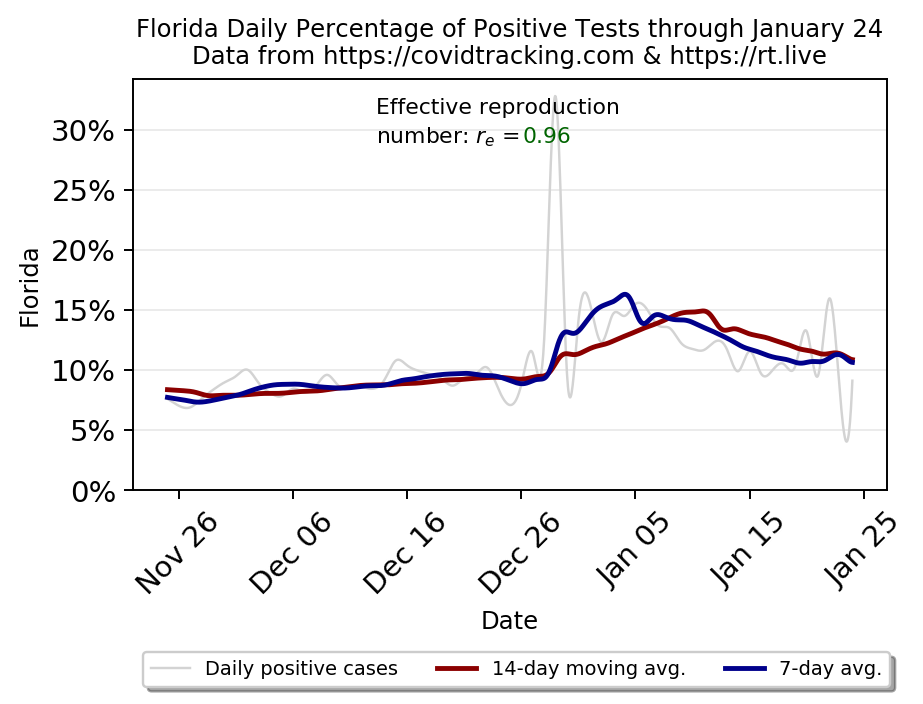 Florida Daily Percentage of Positive Tests through January 24
Data from https://covidtracking.com & https://rt.live
Effective reproduction
number: rₑ =0.96
30%
25%
20%
15%
10%
5%
0%
Florida
Nov 26
Dec 06
Dec 16
Dec 26
Jan 05
Jan 15
Jan 25
Date
Daily positive cases
14-day moving avg.
7-day avg.